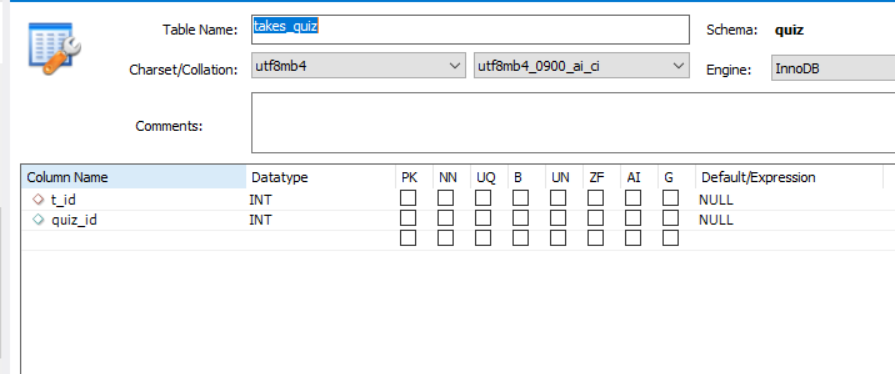 Table Name: takes_quiz Schema: quiz
Charset/Collation: utf8mb4 utf8mb4_0900_ai_ci Engine: InnoDB
Comments:
Column Name Datatype PK NN UQ B UN ZF AI G Default/Expression
t_id INT NULL
quiz_id INT NULL